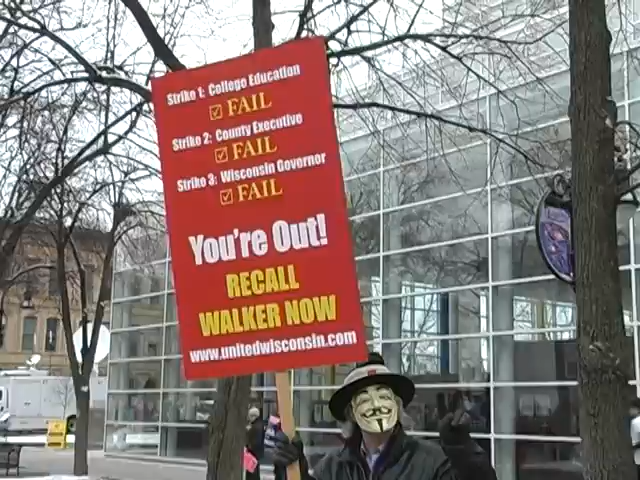 Strike 1: College Education
☑ FAIL
Strike 2: County Executive
☑ FAIL
Strike 3: Wisconsin Governor
☑ FAIL
You're Out!
RECALL
WALKER NOW
www.unitedwisconsin.com